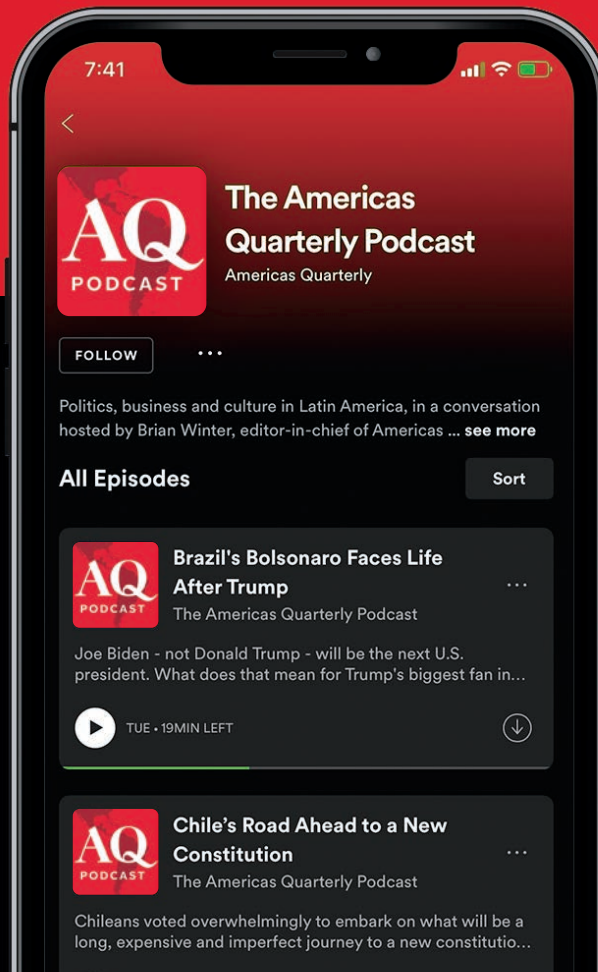 7:41
AQ
PODCAST
The Americas
Quarterly Podcast
Americas Quarterly
FOLLOW
Politics, business and culture in Latin America, in a conversation
hosted by Brian Winter, editor-in-chief of Americas ... see more
All Episodes
Sort
AQ
PODCAST
Brazil's Bolsonaro Faces Life
After Trump
The Americas Quarterly Podcast
Joe Biden - not Donald Trump - will be the next U.S.
president. What does that mean for Trump's biggest fan in...
TUE • 19MIN LEFT
AQ
PODCAST
Chile’s Road Ahead to a New
Constitution
The Americas Quarterly Podcast
Chileans voted overwhelmingly to embark on what will be a
long, expensive and imperfect journey to a new constitutio...